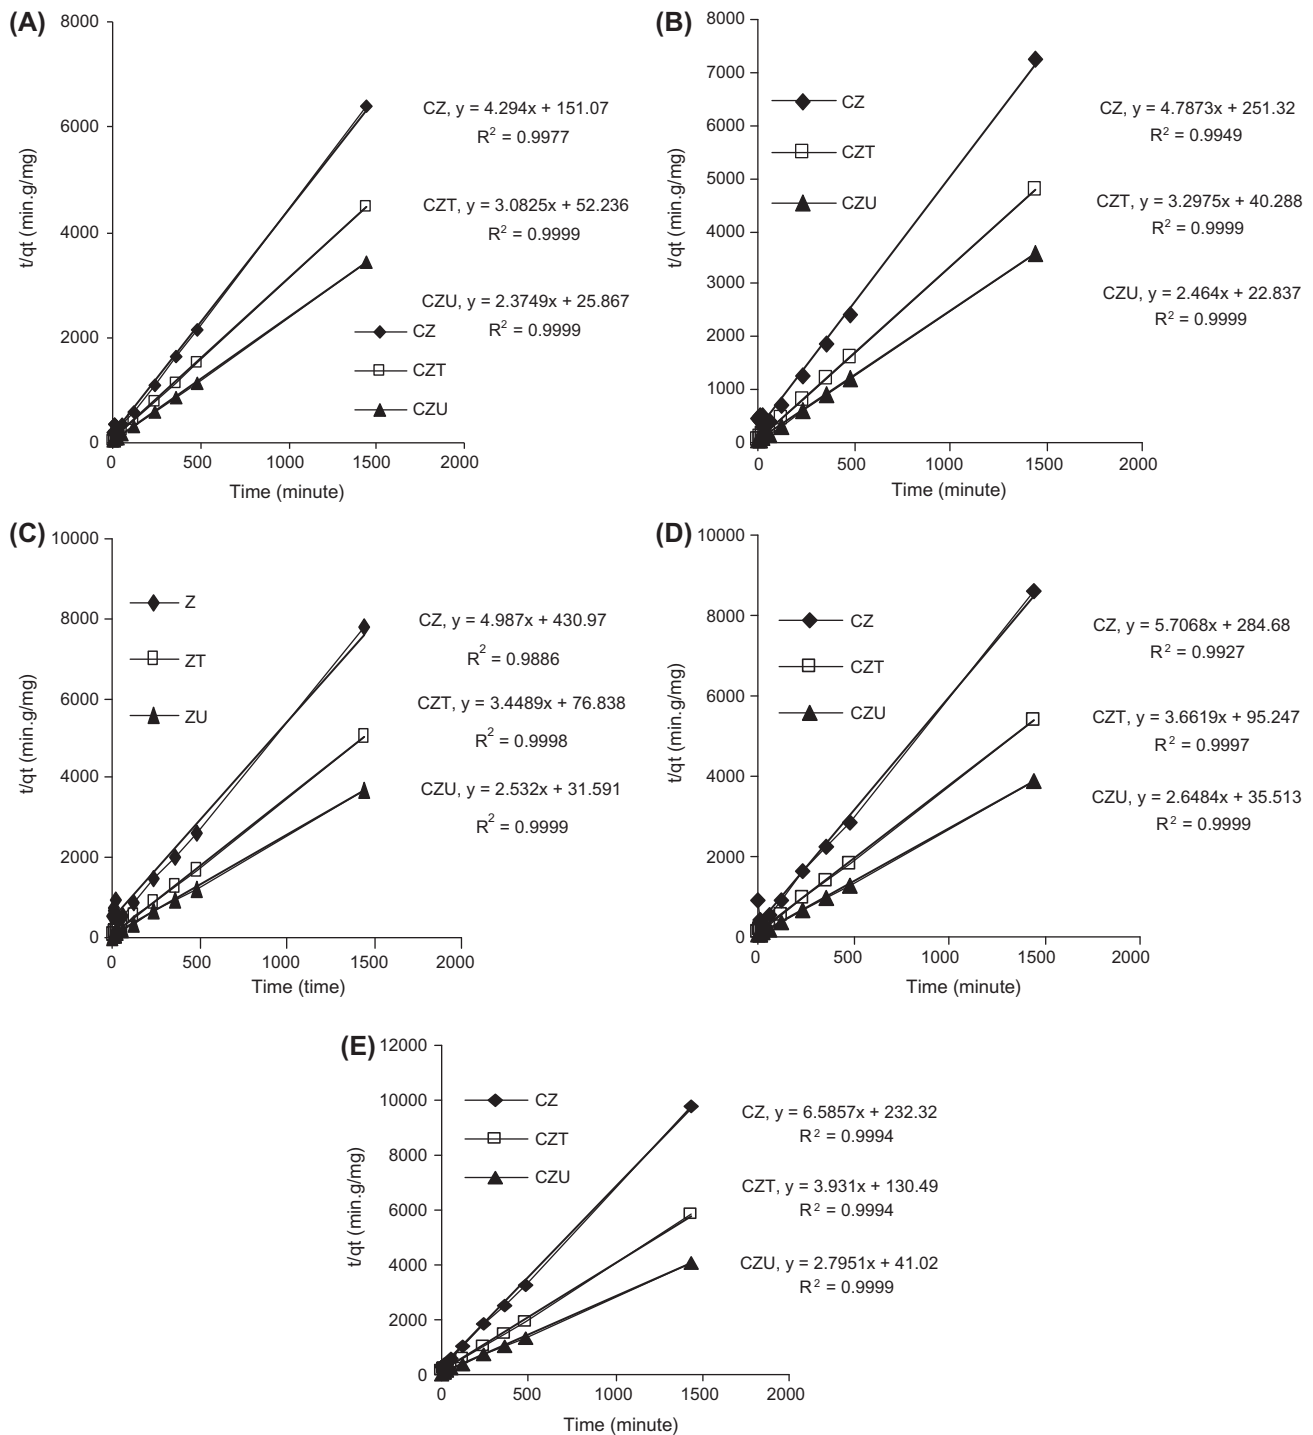 (A)
8000
6000
4000
2000
0
t/qt (min.g/mg)
0 500 1000 1500 2000
Time (minute)
CZ, y = 4.294x + 151.07
R² = 0.9977
CZT, y = 3.0825x + 52.236
R² = 0.9999
CZU, y = 2.3749x + 25.867
R² = 0.9999
CZ
CZT
CZU
(B)
8000
7000
6000
5000
4000
3000
2000
1000
0
t/qt (min.g/mg)
0 500 1000 1500 2000
Time (minute)
CZ
CZT
CZU
CZ, y = 4.7873x + 251.32
R² = 0.9949
CZT, y = 3.2975x + 40.288
R² = 0.9999
CZU, y = 2.464x + 22.837
R² = 0.9999
(C)
10000
8000
6000
4000
2000
0
t/qt (min.g/mg)
0 500 1000 1500 2000
Time (time)
Z
ZT
ZU
CZ, y = 4.987x + 430.97
R² = 0.9886
CZT, y = 3.4489x + 76.838
R² = 0.9998
CZU, y = 2.532x + 31.591
R² = 0.9999
(D)
10000
8000
6000
4000
2000
0
t/qt (min.g/mg)
0 500 1000 1500 2000
Time (minute)
CZ
CZT
CZU
CZ, y = 5.7068x + 284.68
R² = 0.9927
CZT, y = 3.6619x + 95.247
R² = 0.9997
CZU, y = 2.6484x + 35.513
R² = 0.9999
(E)
12000
10000
8000
6000
4000
2000
0
t/qt (min.g/mg)
0 500 1000 1500 2000
Time (minute)
CZ
CZT
CZU
CZ, y = 6.5857x + 232.32
R² = 0.9994
CZT, y = 3.931x + 130.49
R² = 0.9994
CZU, y = 2.7951x + 41.02
R² = 0.9999